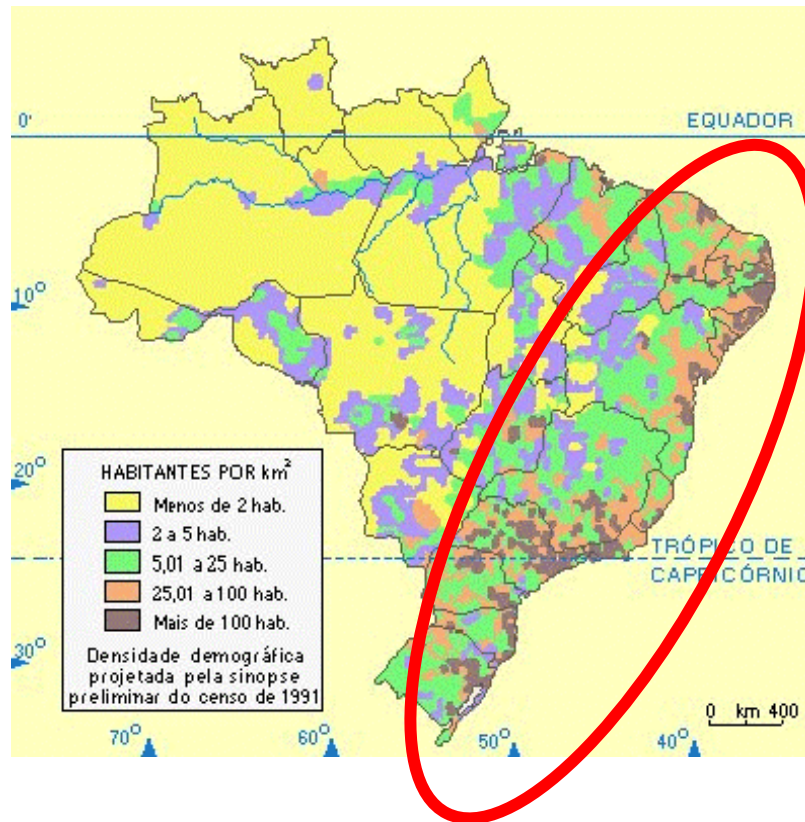 0°
EQUADOR
10°
20°
30°
HABITANTES POR km²
Menos de 2 hab.
2 a 5 hab.
5,01 a 25 hab.
25,01 a 100 hab.
Mais de 100 hab.
Densidade demográfica
projetada pela sinopse
preliminar do censo de 1991
TRÓPICO DE
CAPRICÓRNIO
0 km 400
70°
60°
50°
40°